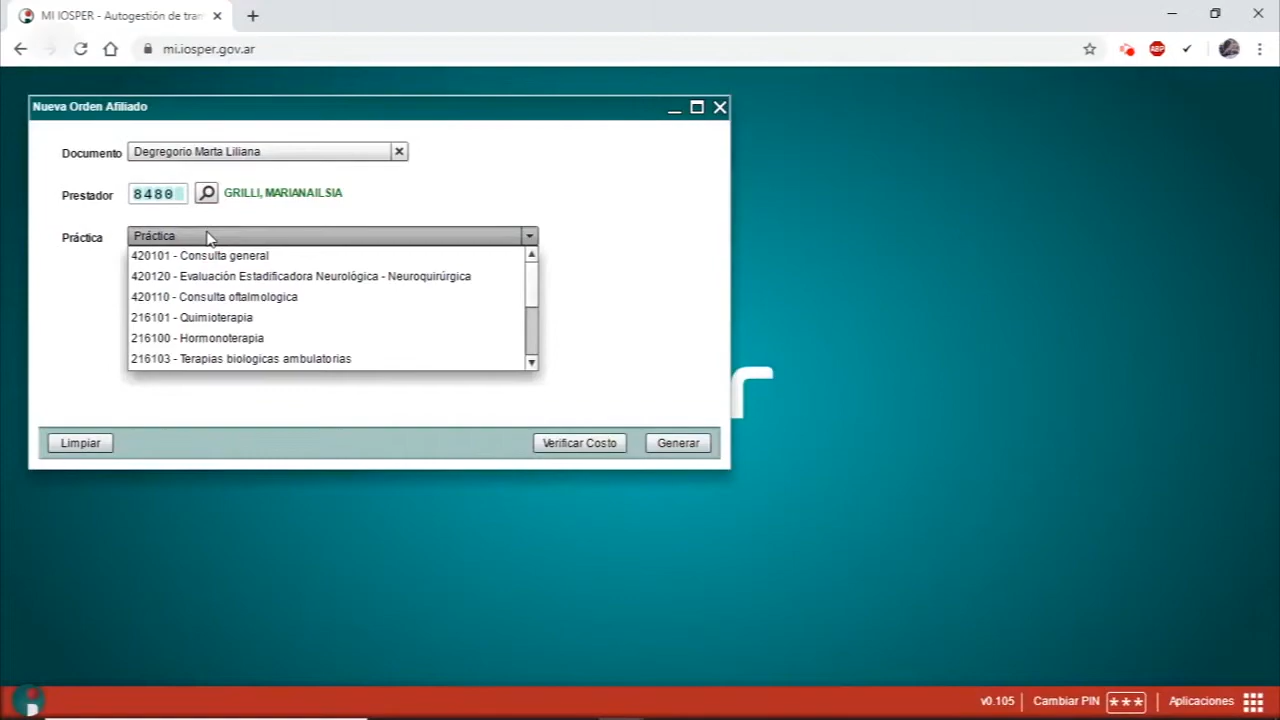 MI IOSPER - Autogestión de tram
mi.iosper.gov.ar
ABP
Nueva Orden Afiliado
Documento Degregorio Marta Liliana
Prestador 8480 GRILLI, MARIANA ILSIA
Práctica Práctica
420101 - Consulta general
420120 - Evaluación Estadificadora Neurológica - Neuroquirúrgica
420110 - Consulta oftalmologica
216101 - Quimioterapia
216100 - Hormonoterapia
216103 - Terapias biologicas ambulatorias
r
Limpiar Verificar Costo Generar
v0.105 Cambiar PIN *** Aplicaciones